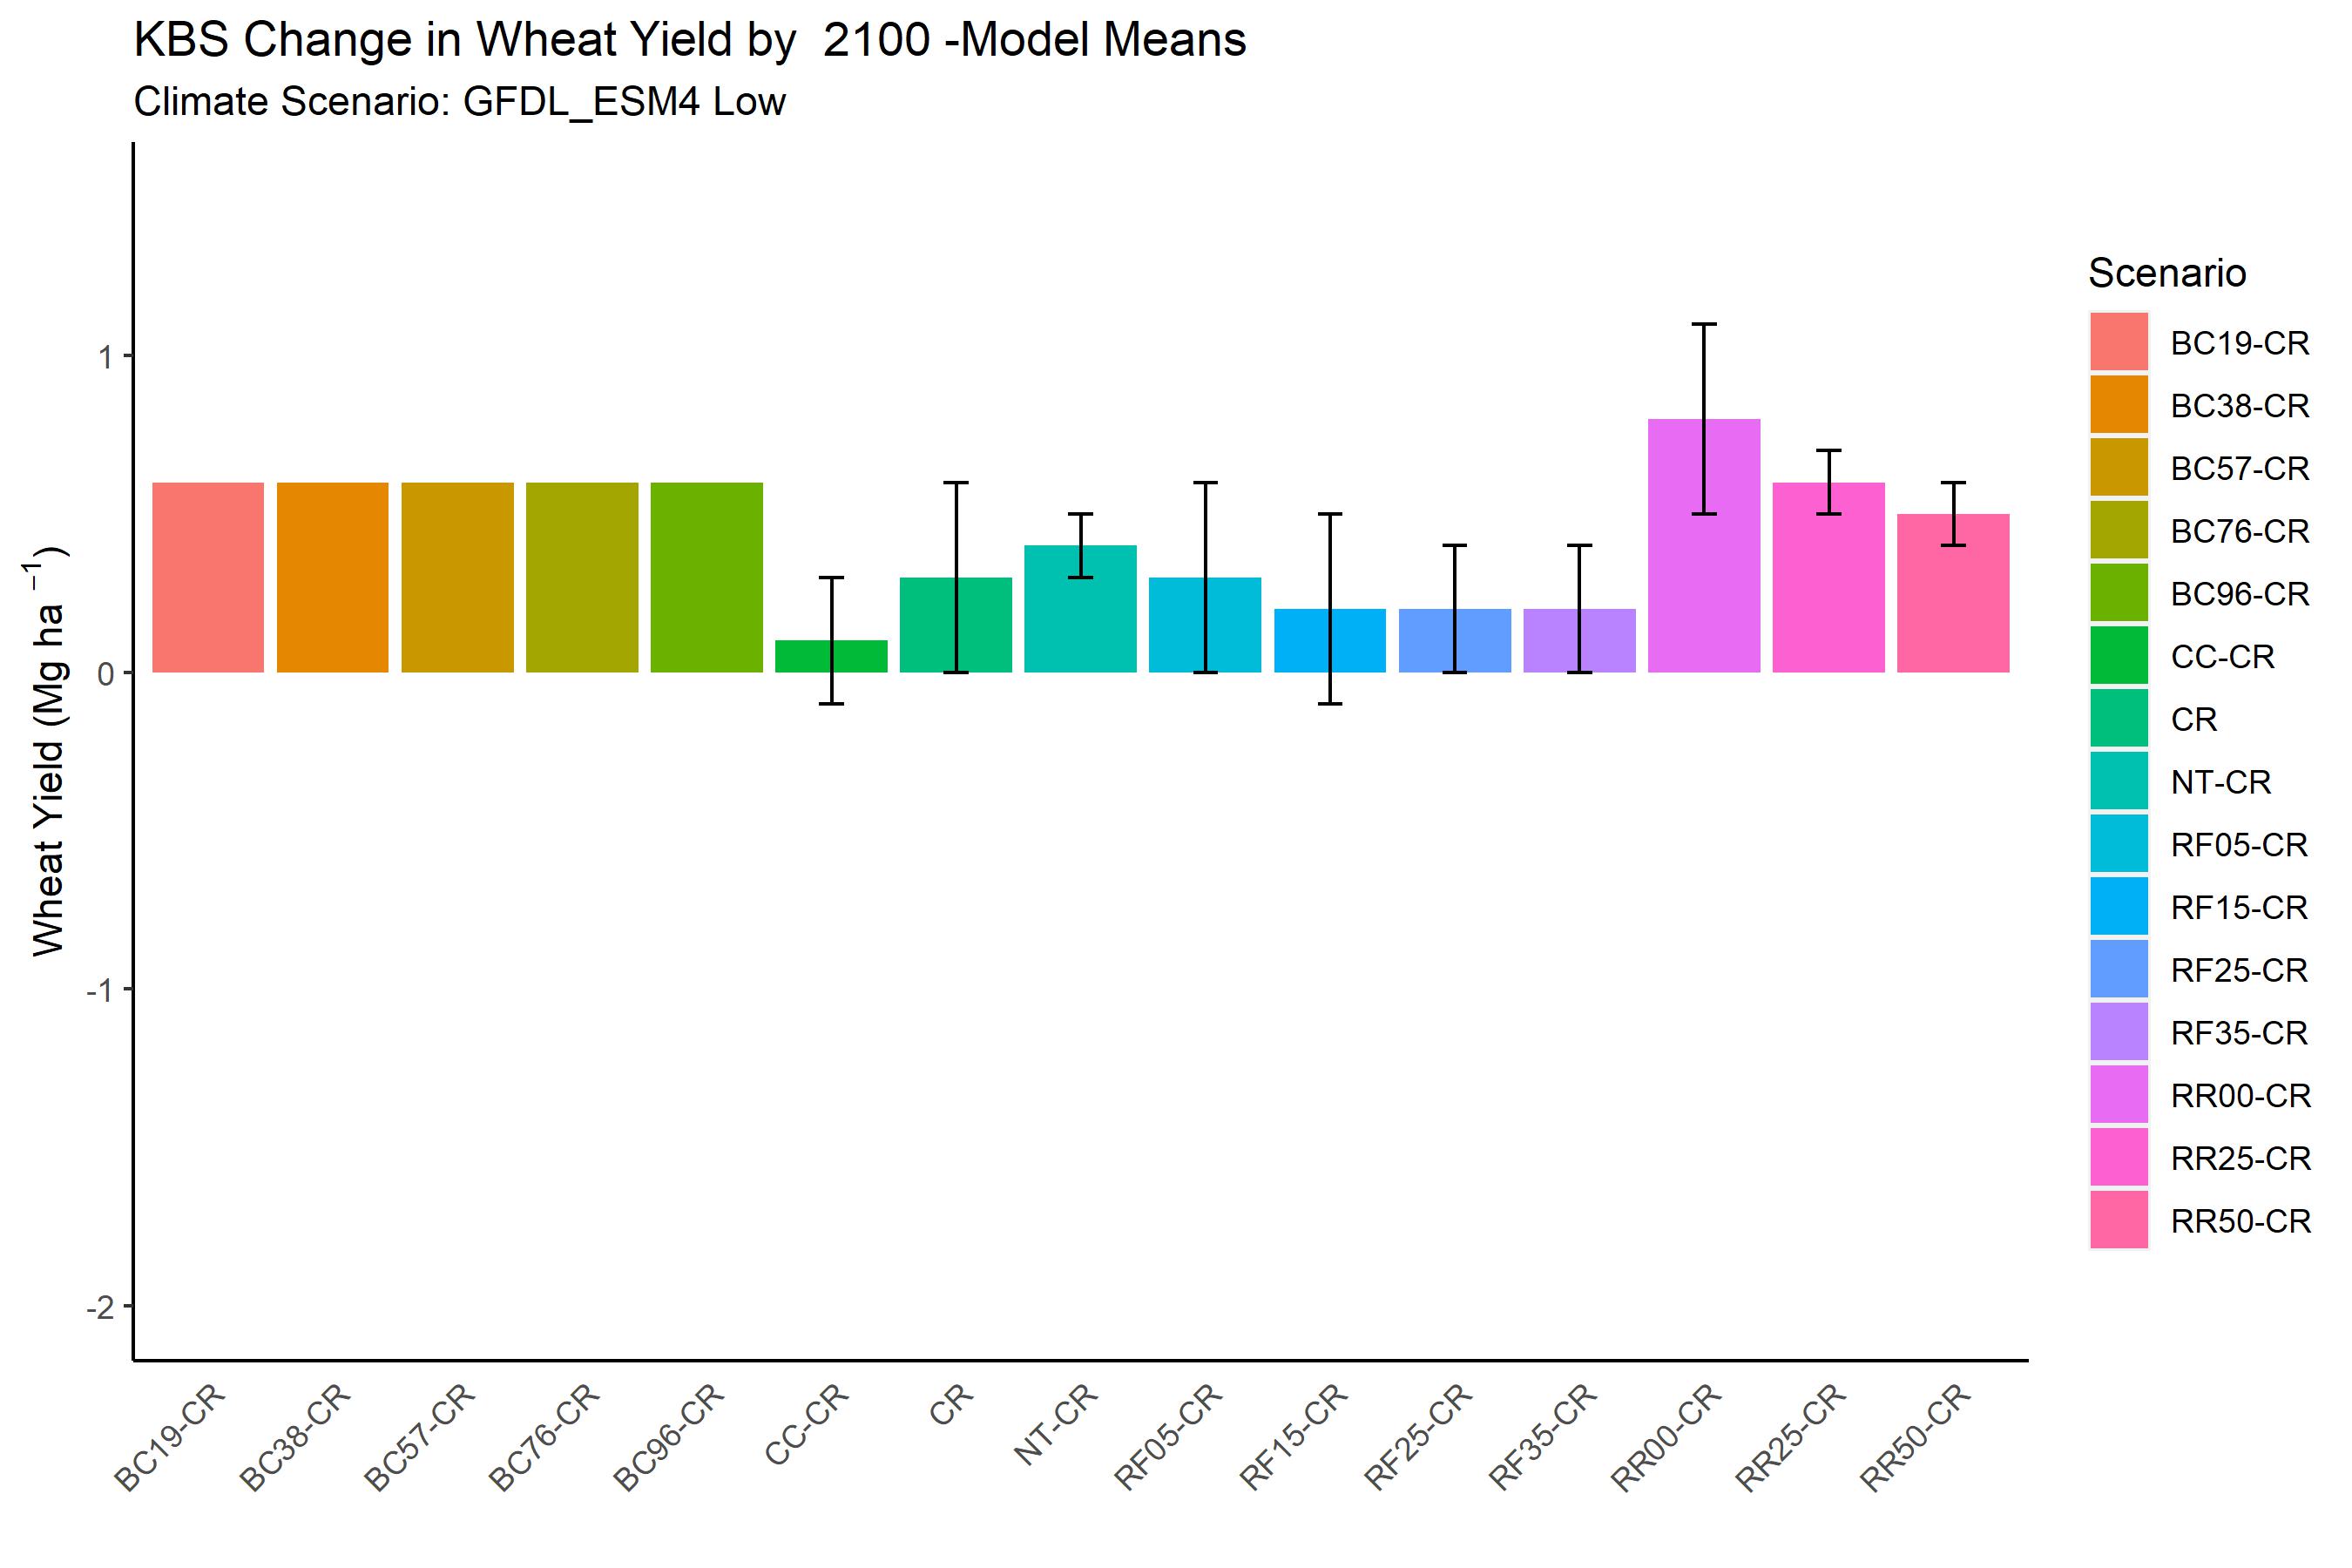 KBS Change in Wheat Yield by  2100 -Model Means
Climate Scenario: GFDL_ESM4 Low
Wheat Yield (Mg ha ⁻¹)
1
0
-1
-2
BC19-CR
BC38-CR
BC57-CR
BC76-CR
BC96-CR
CC-CR
CR
NT-CR
RF05-CR
RF15-CR
RF25-CR
RF35-CR
RR00-CR
RR25-CR
RR50-CR
Scenario
BC19-CR
BC38-CR
BC57-CR
BC76-CR
BC96-CR
CC-CR
CR
NT-CR
RF05-CR
RF15-CR
RF25-CR
RF35-CR
RR00-CR
RR25-CR
RR50-CR